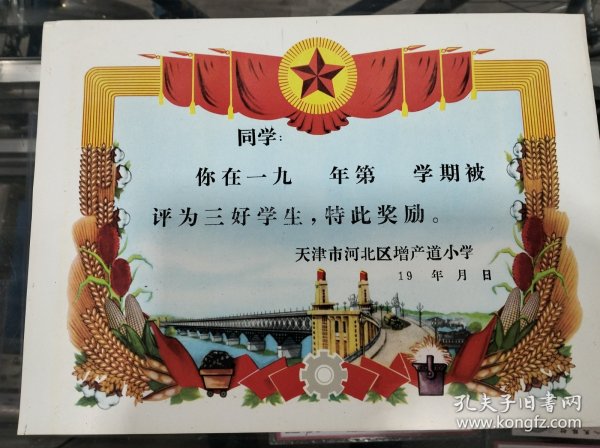 同学:
你在一九 年第 学期被
评为三好学生,特此奖励。
天津市河北区增产道小学
19 年 月 日
孔夫子旧书网
www.kongfz.com